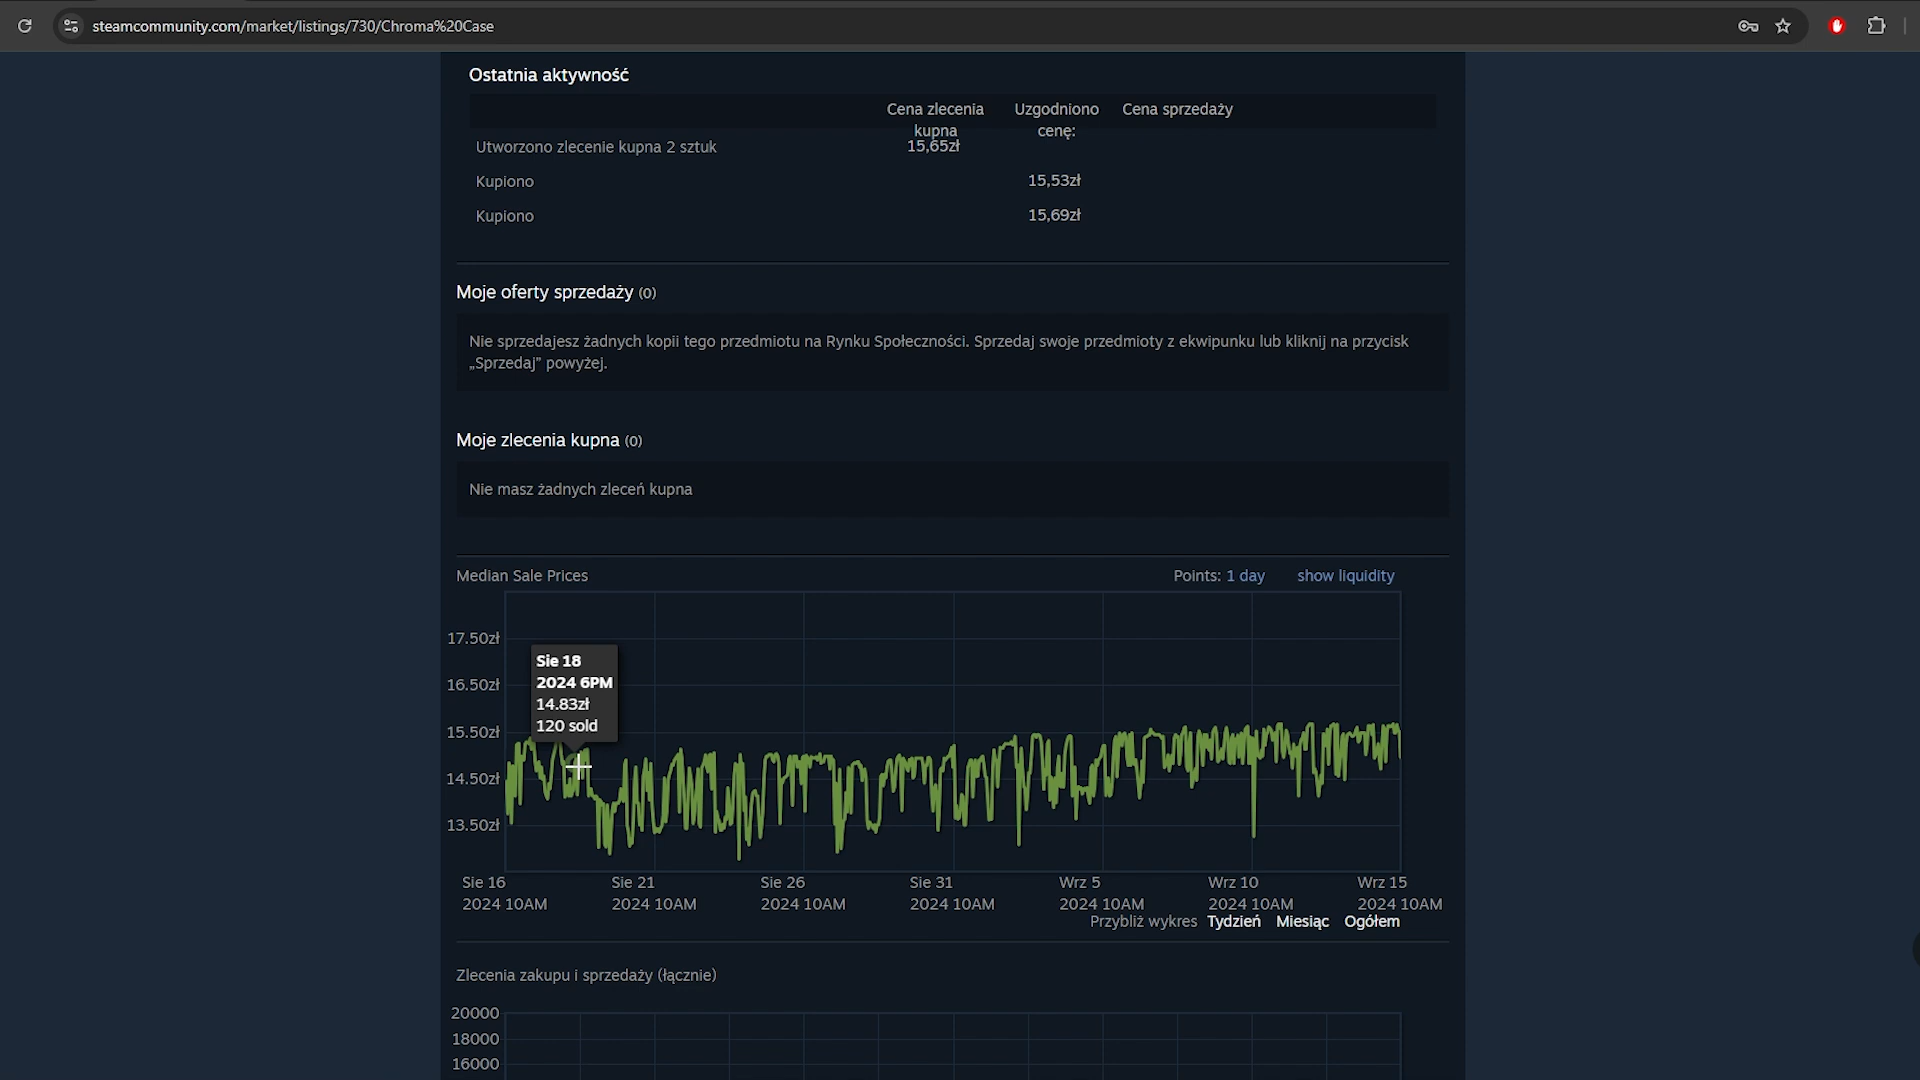 steamcommunity.com/market/listings/730/Chroma%20Case
Ostatnia aktywność
Cena zlecenia kupna
Uzgodniono cenę:
Cena sprzedaży
Utworzono zlecenie kupna 2 sztuk 15,65zł
Kupiono 15,53zł
Kupiono 15,69zł
Moje oferty sprzedaży (0)
Nie sprzedajesz żadnych kopii tego przedmiotu na Rynku Społeczności. Sprzedaj swoje przedmioty z ekwipunku lub kliknij na przycisk
„Sprzedaj” powyżej.
Moje zlecenia kupna (0)
Nie masz żadnych zleceń kupna
Median Sale Prices Points: 1 day show liquidity
17.50zł
16.50zł
15.50zł
14.50zł
13.50zł
Sie 18
2024 6PM
14.83zł
120 sold
Sie 16 Sie 21 Sie 26 Sie 31 Wrz 5 Wrz 10 Wrz 15
2024 10AM 2024 10AM 2024 10AM 2024 10AM 2024 10AM 2024 10AM 2024 10AM
Przybliż wykres Tydzień Miesiąc Ogółem
Zlecenia zakupu i sprzedaży (łącznie)
20000
18000
16000